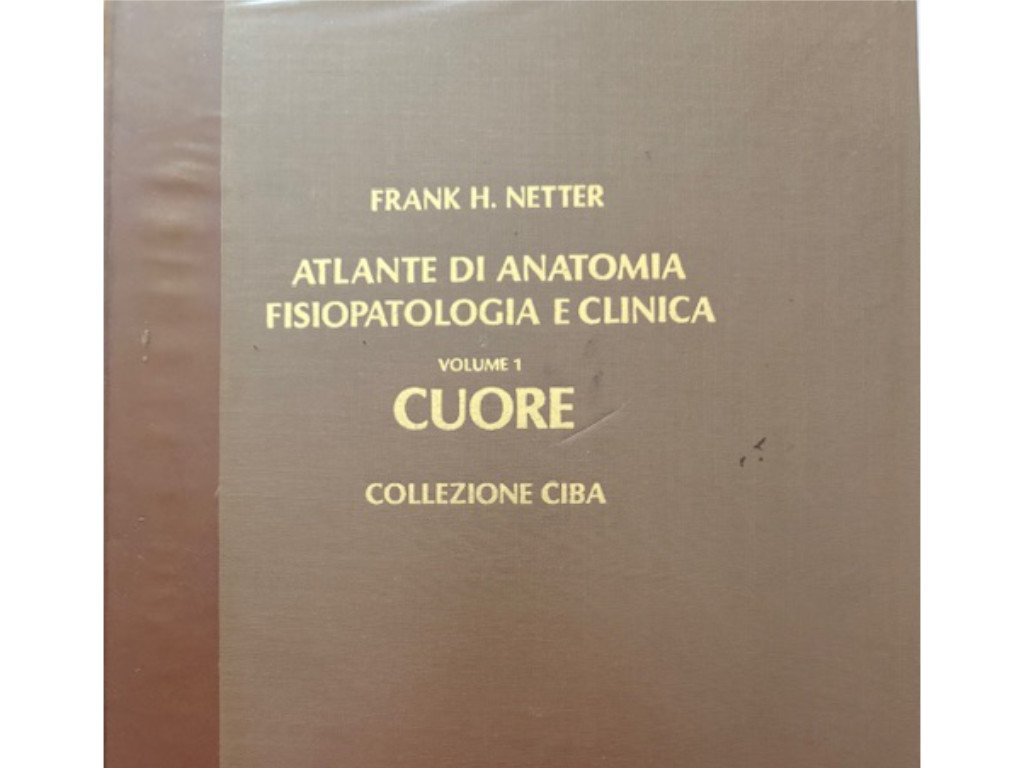 FRANK H. NETTER
ATLANTE DI ANATOMIA
FISIOPATOLOGIA E CLINICA
VOLUME 1
CUORE
COLLEZIONE CIBA